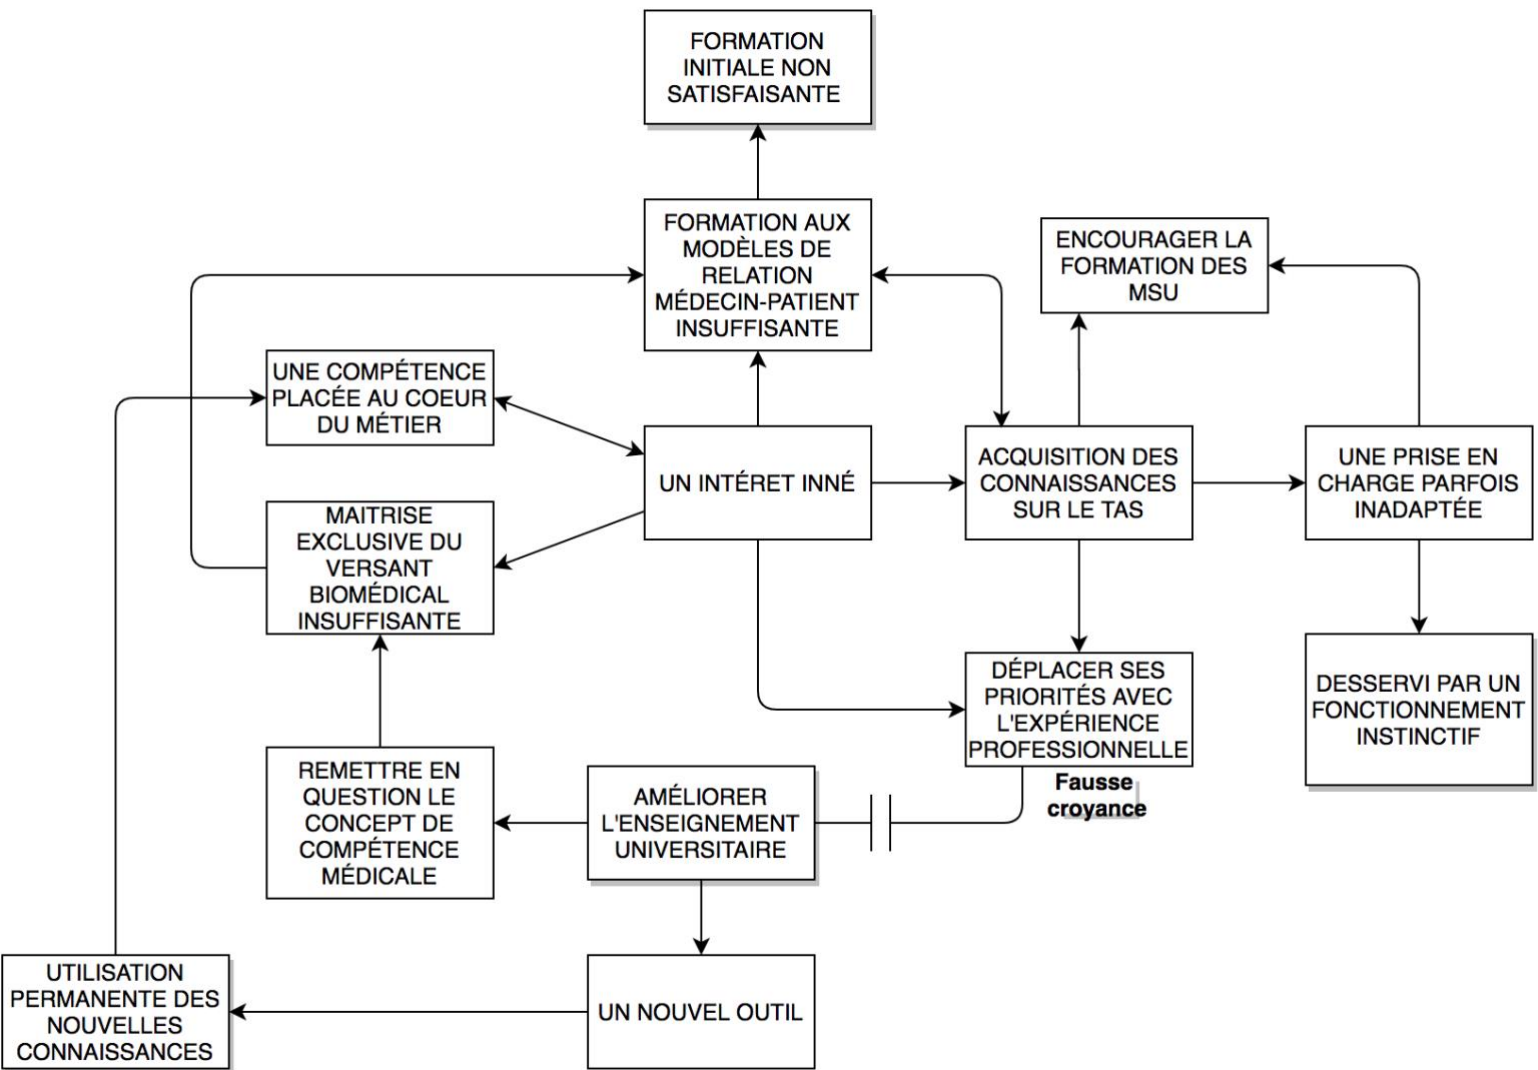 FORMATION
INITIALE NON
SATISFAISANTE
FORMATION AUX
MODÈLES DE
RELATION
MÉDECIN-PATIENT
INSUFFISANTE
ENCOURAGER LA
FORMATION DES
MSU
UNE COMPÉTENCE
PLACÉE AU COEUR
DU MÉTIER
UN INTÉRET INNÉ
ACQUISITION DES
CONNAISSANCES
SUR LE TAS
UNE PRISE EN
CHARGE PARFOIS
INADAPTÉE
MAITRISE
EXCLUSIVE DU
VERSANT
BIOMÉDICAL
INSUFFISANTE
DÉPLACER SES
PRIORITÉS AVEC
L'EXPÉRIENCE
PROFESSIONNELLE
Fausse
croyance
DESSERVI PAR UN
FONCTIONNEMENT
INSTINCTIF
REMETTRE EN
QUESTION LE
CONCEPT DE
COMPÉTENCE
MÉDICALE
AMÉLIORER
L'ENSEIGNEMENT
UNIVERSITAIRE
UTILISATION
PERMANENTE DES
NOUVELLES
CONNAISSANCES
UN NOUVEL OUTIL